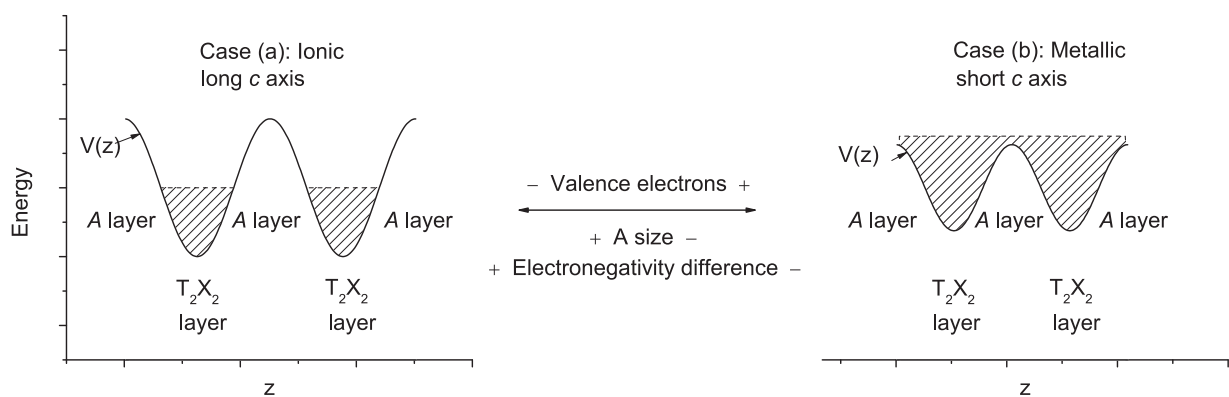 Case (a): Ionic
long c axis
V(z)
Energy
A layer
A layer
A layer
T2X2
layer
T2X2
layer
z
− Valence electrons +
+ A size −
+ Electronegativity difference −
Case (b): Metallic
short c axis
V(z)
A layer
A layer
A layer
T2X2
layer
T2X2
layer
z